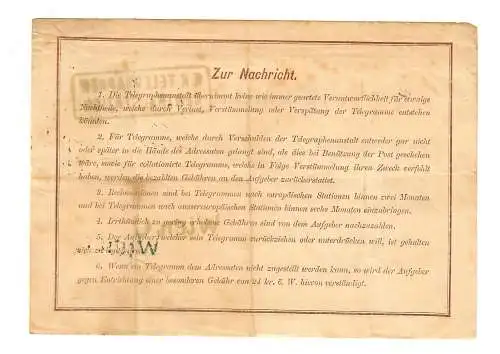 Zur Nachricht.
1. Die Telegraphenanstalt übernimmt keine wie immer geartete Verantwortlichkeit für etwaige
Nachtheile, welche durch Verlust, Verstümmelung oder Verspätung der Telegramme entstehen
könnten.
2. Für Telegramme, welche durch Verschulden der Telegraphenanstalt entweder gar nicht
oder später in die Hände des Adressaten gelangt sind, als dies bei Benützung der Post geschehen
wäre, sowie für collationirte Telegramme, welche in Folge Verstümmelung ihren Zweck verfehlt
haben, werden die bezahlten Gebühren an den Aufgeber zurückerstattet.
3. Reclamationen sind bei Telegrammen nach europäischen Stationen binnen zwei Monaten
und bei Telegrammen nach aussereuropäischen Stationen binnen sechs Monaten einzubringen.
4. Irrthümlich zu wenig erhobene Gebühren sind von dem Aufgeber nachzuzahlen.
5. Der Aufgeber, welcher sein Telegramm zurückziehen oder unterdrücken will, ist gehalten
6. Wenn ein Telegramm dem Adressaten nicht zugestellt werden kann, so wird der Aufgeber
gegen Entrichtung einer besonderen Gebühr von 24 kr. ö. W. hievon verständigt.